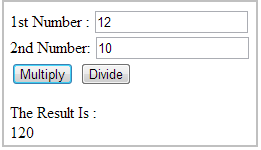 1st Number : 12
2nd Number: 10
Multiply Divide
The Result Is :
120